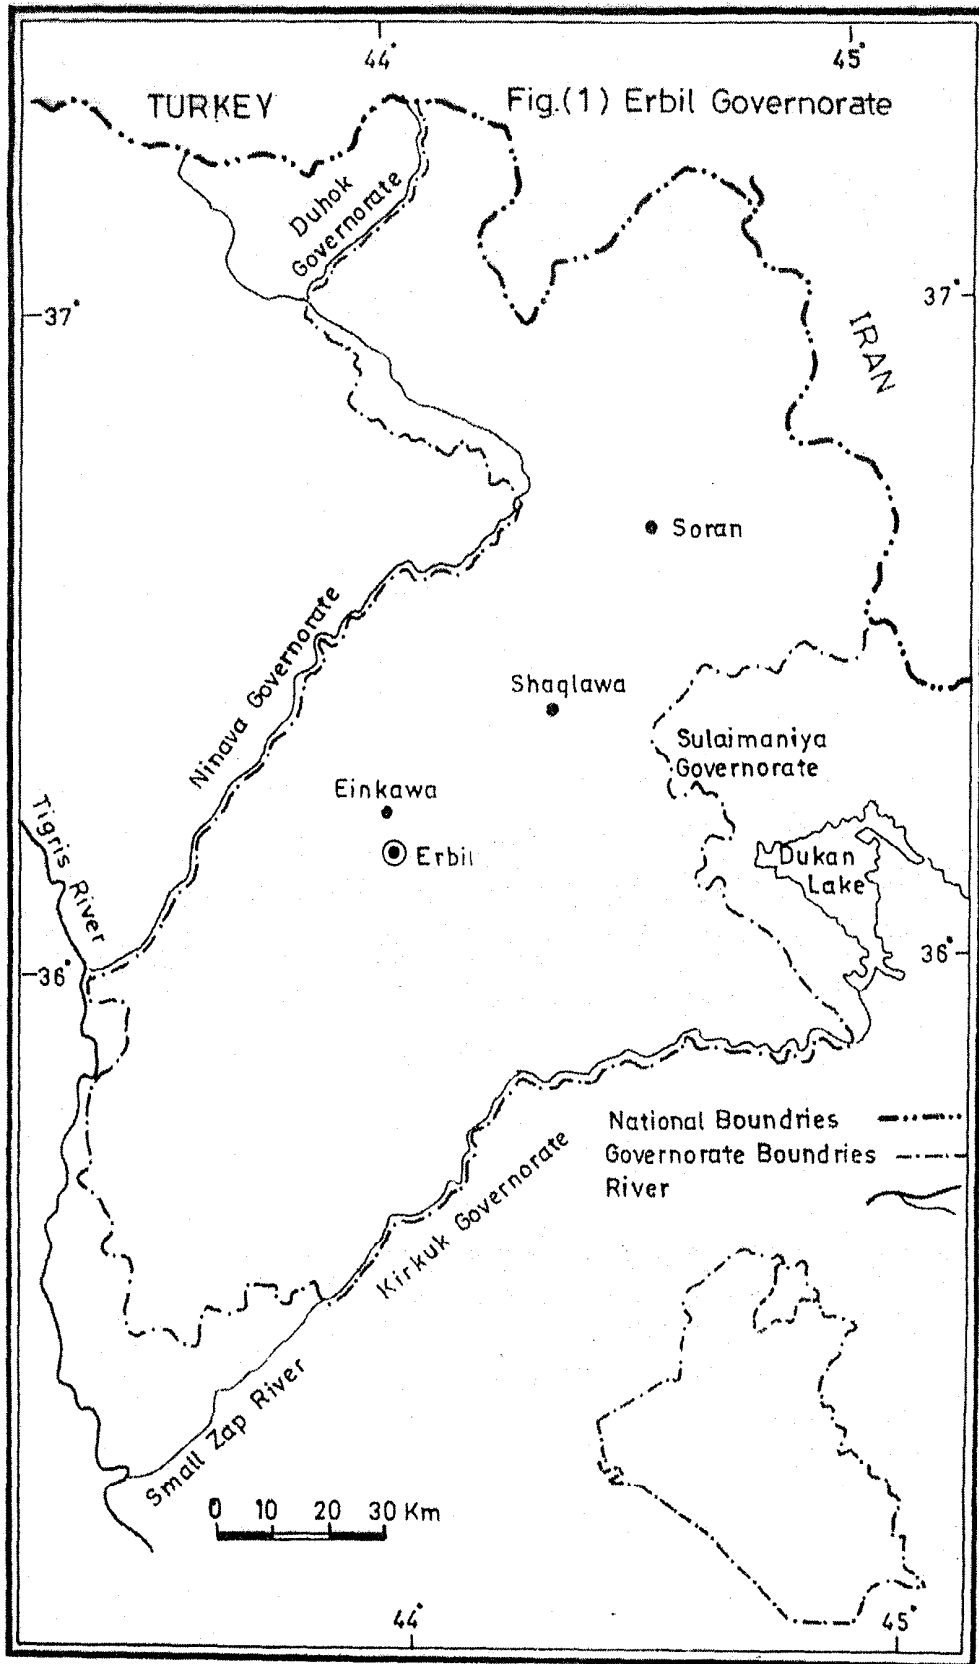 44°
45°
TURKEY
Fig.(1) Erbil Governorate
Duhok
Governorate
37°
37°
IRAN
Soran
Ninava Governorate
Shaqlawa
Sulaimaniya
Governorate
Einkawa
Erbil
Tigris River
Dukan
Lake
36°
36°
National Boundries
Governorate Boundries
River
Kirkuk Governorate
Small Zap River
0 10 20 30 Km
44°
45°